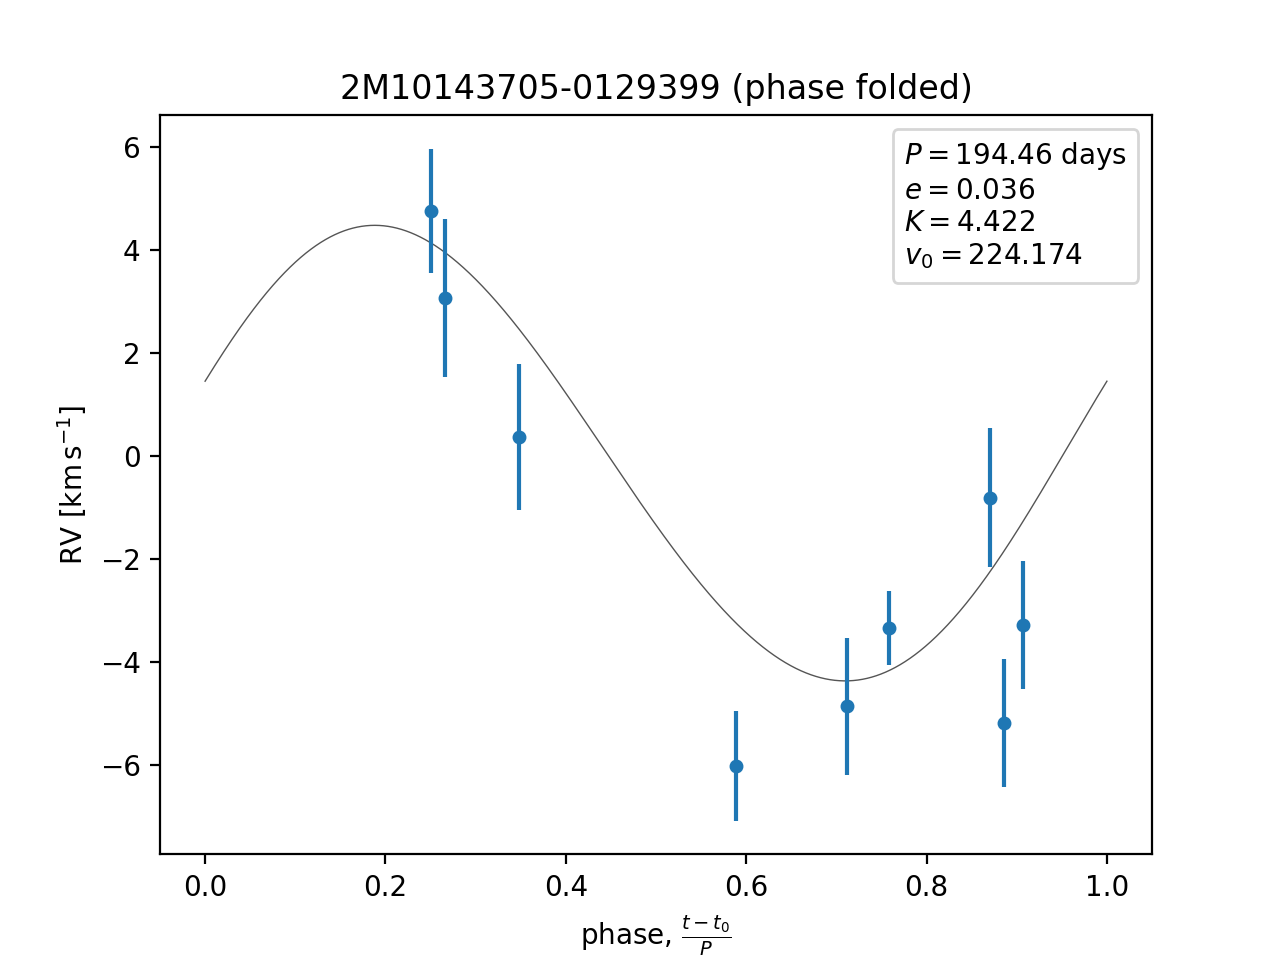 2M10143705-0129399 (phase folded)
P = 194.46 days
e = 0.036
K = 4.422
v₀ = 224.174
RV [km s⁻¹]
6
4
2
0
−2
−4
−6
0.0 0.2 0.4 0.6 0.8 1.0
phase, (t − t₀)/P